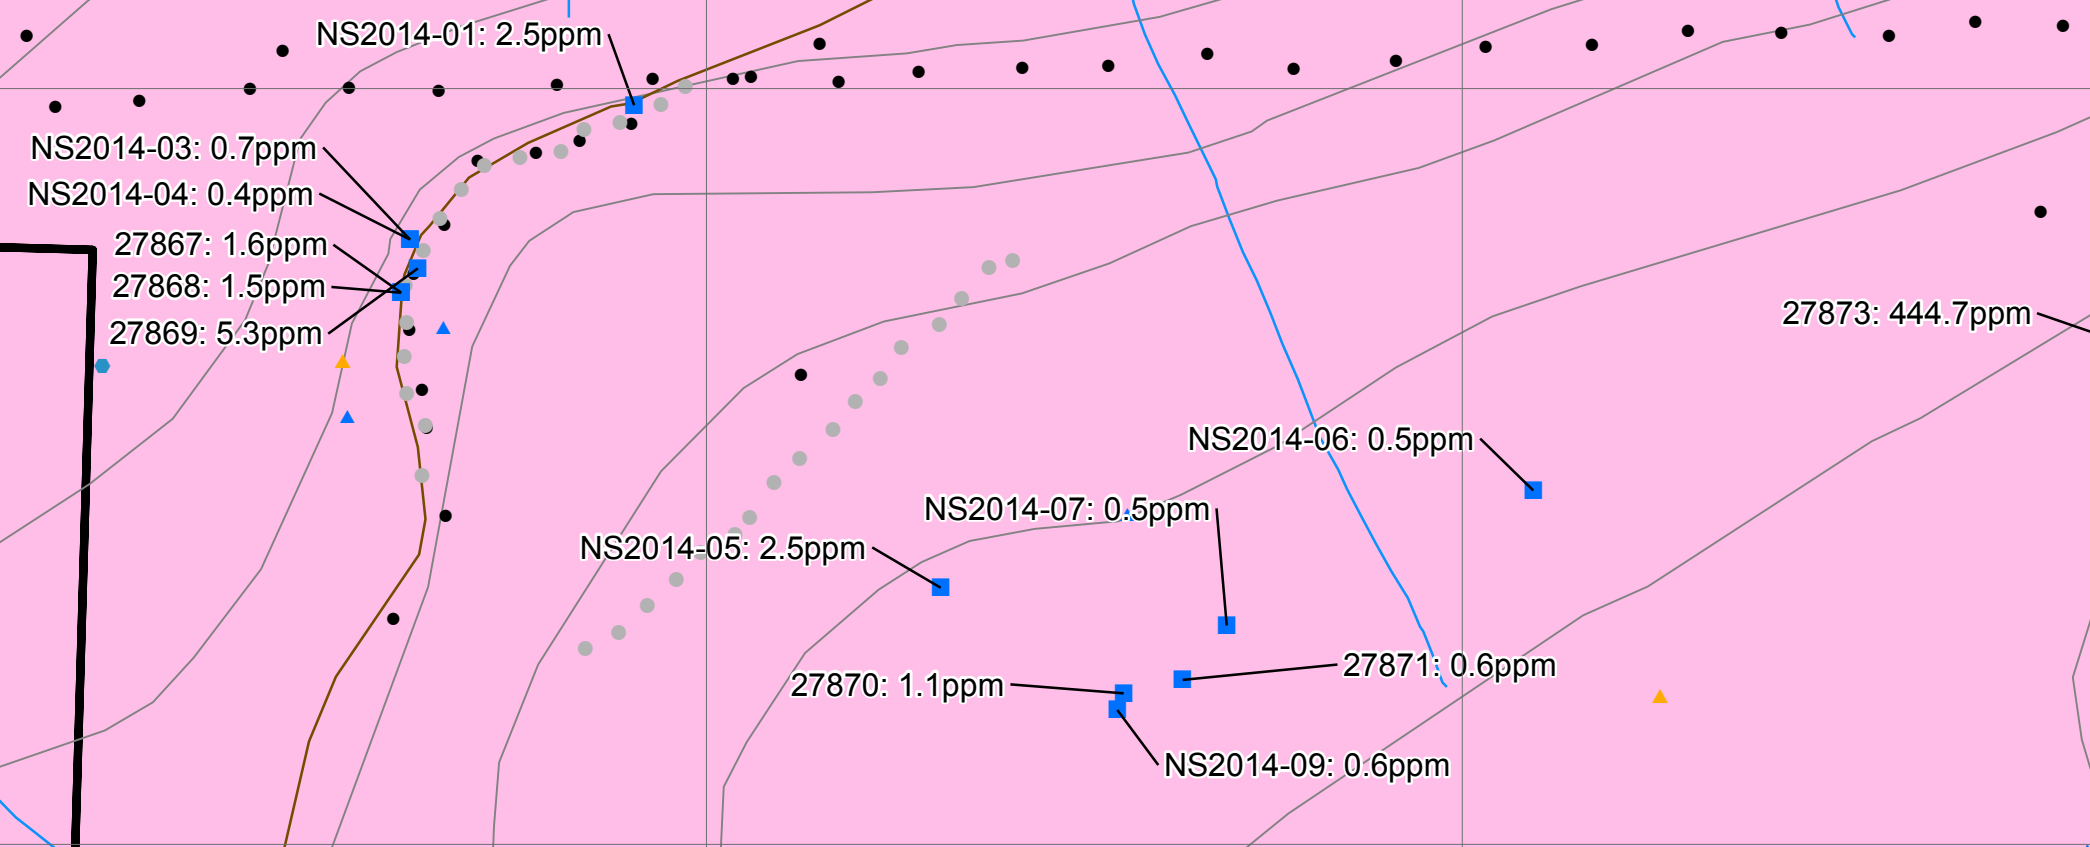 NS2014-01: 2.5ppm
NS2014-03: 0.7ppm
NS2014-04: 0.4ppm
27867: 1.6ppm
27868: 1.5ppm
27869: 5.3ppm
27873: 444.7ppm
NS2014-06: 0.5ppm
NS2014-07: 0.5ppm
NS2014-05: 2.5ppm
27871: 0.6ppm
27870: 1.1ppm
NS2014-09: 0.6ppm